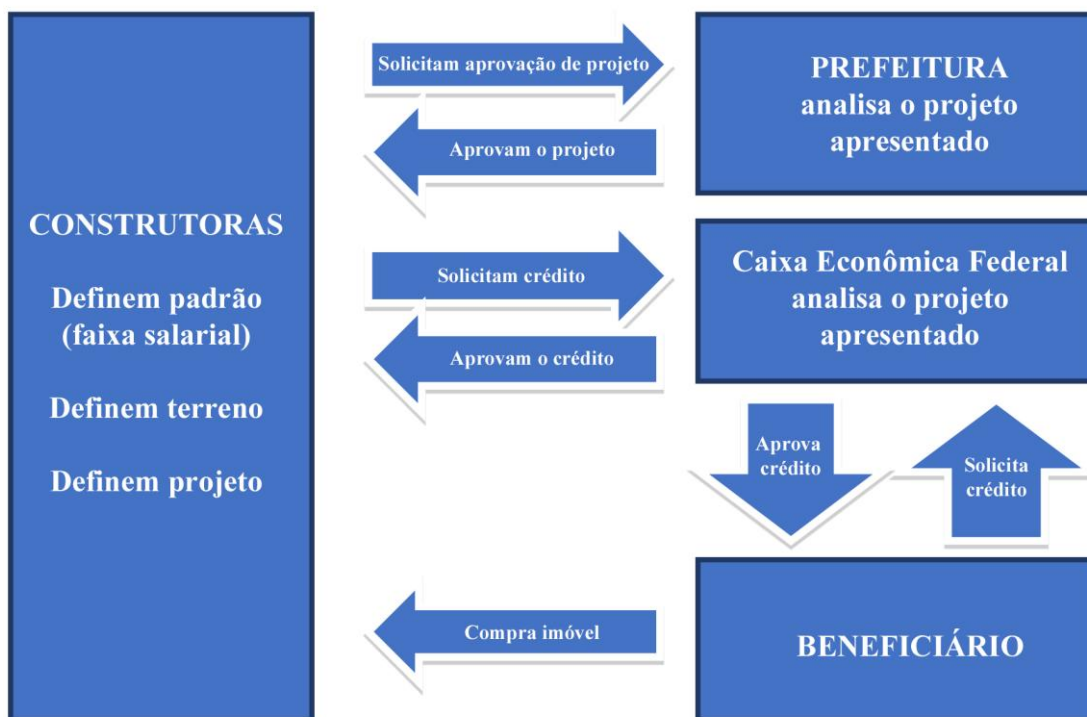 CONSTRUTORAS
Definem padrão
(faixa salarial)
Definem terreno
Definem projeto
Solicitam aprovação de projeto
Aprovam o projeto
PREFEITURA
analisa o projeto
apresentado
Solicitam crédito
Aprovam o crédito
Caixa Econômica Federal
analisa o projeto
apresentado
Aprova
crédito
Solicita
crédito
Compra imóvel
BENEFICIÁRIO